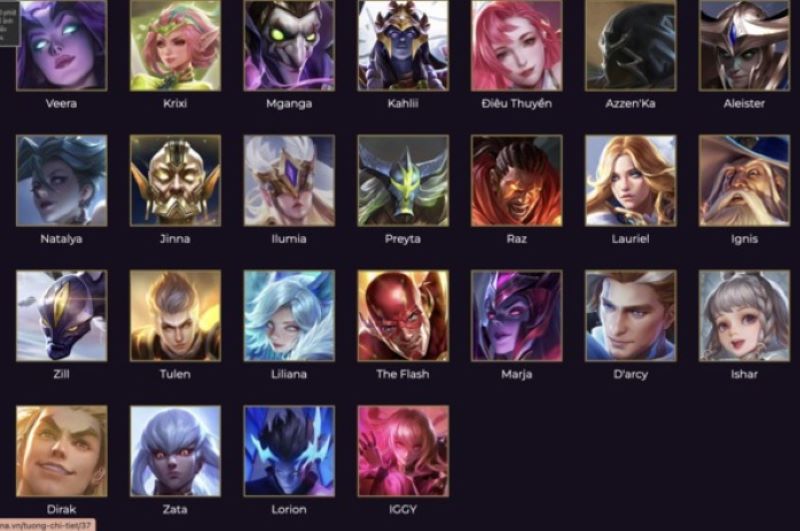 Veera
Krixi
Mganga
Kahlii
Điêu Thuyền
Azzen'Ka
Aleister
Natalya
Jinna
Ilumia
Preyta
Raz
Lauriel
Ignis
Zill
Tulen
Liliana
The Flash
Marja
D'arcy
Ishar
Dirak
Zata
Lorion
IGGY
na.vn/tuong-chi-tiet/37